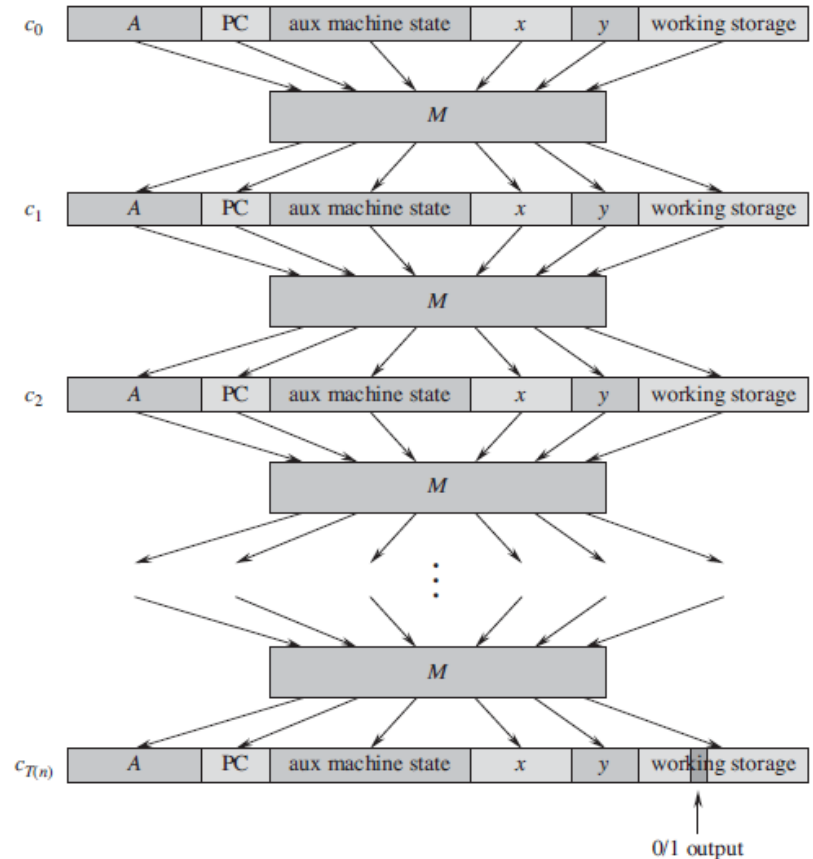 c0 A PC aux machine state x y working storage
M
c1 A PC aux machine state x y working storage
M
c2 A PC aux machine state x y working storage
M
⋮
M
cT(n) A PC aux machine state x y working storage
0/1 output